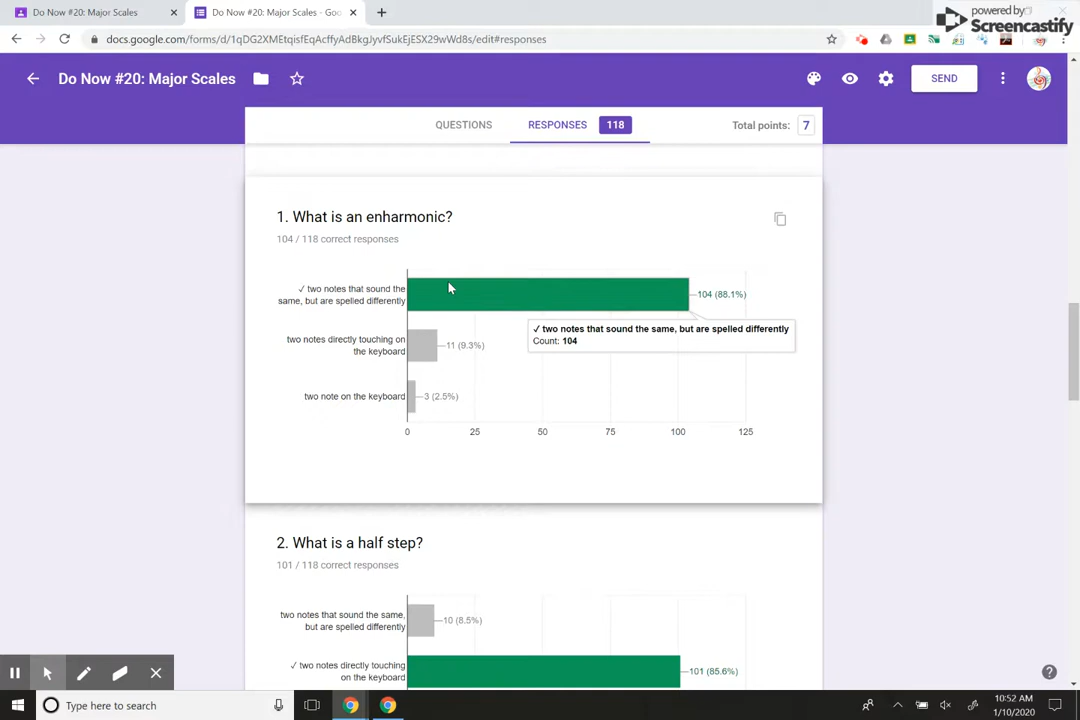 Do Now #20: Major Scales
Do Now #20: Major Scales - Goo
powered by
Screencastify
docs.google.com/forms/d/1qDG2XMEtqisfEqAcffyAdBkgJyvfSukEjESX29wWd8s/edit#responses
Do Now #20: Major Scales
SEND
QUESTIONS
RESPONSES 118
Total points: 7
1. What is an enharmonic?
104 / 118 correct responses
✓ two notes that sound the
same, but are spelled differently
104 (88.1%)
✓ two notes that sound the same, but are spelled differently
Count: 104
two notes directly touching on
the keyboard
11 (9.3%)
two note on the keyboard
3 (2.5%)
0 25 50 75 100 125
2. What is a half step?
101 / 118 correct responses
two notes that sound the same,
but are spelled differently
10 (8.5%)
✓ two notes directly touching
on the keyboard
101 (85.6%)
Type here to search
10:52 AM
1/10/2020